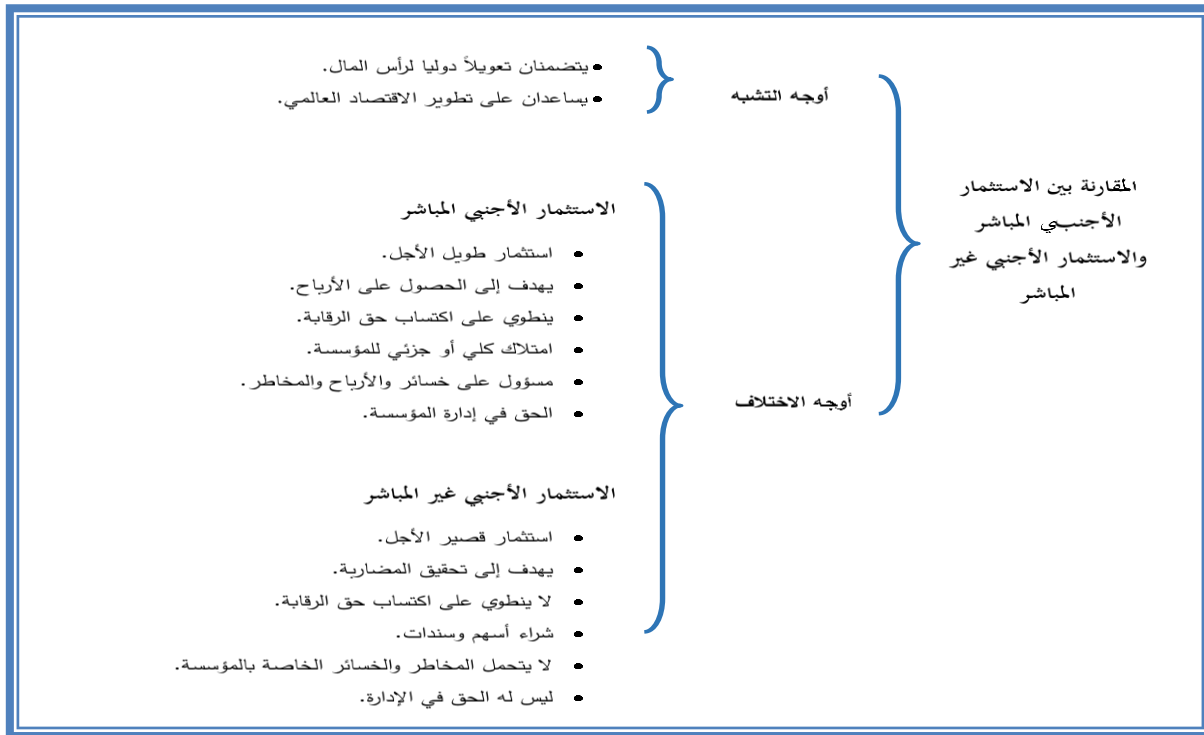 المقارنة بين الاستثمار
الأجنبي المباشر
والاستثمار الأجنبي غير
المباشر
أوجه التشبه
•يتضمنان تعويلاً دوليا لرأس المال.
•يساعدان على تطوير الاقتصاد العالمي.
أوجه الاختلاف
الاستثمار الأجنبي المباشر
• استثمار طويل الأجل.
• يهدف إلى الحصول على الأرباح.
• ينطوي على اكتساب حق الرقابة.
• امتلاك كلي أو جزئي للمؤسسة.
• مسؤول على خسائر والأرباح والمخاطر.
• الحق في إدارة المؤسسة.
الاستثمار الأجنبي غير المباشر
• استثمار قصير الأجل.
• يهدف إلى تحقيق المضاربة.
• لا ينطوي على اكتساب حق الرقابة.
• شراء أسهم وسندات.
• لا يتحمل المخاطر والخسائر الخاصة بالمؤسسة.
• ليس له الحق في الإدارة.